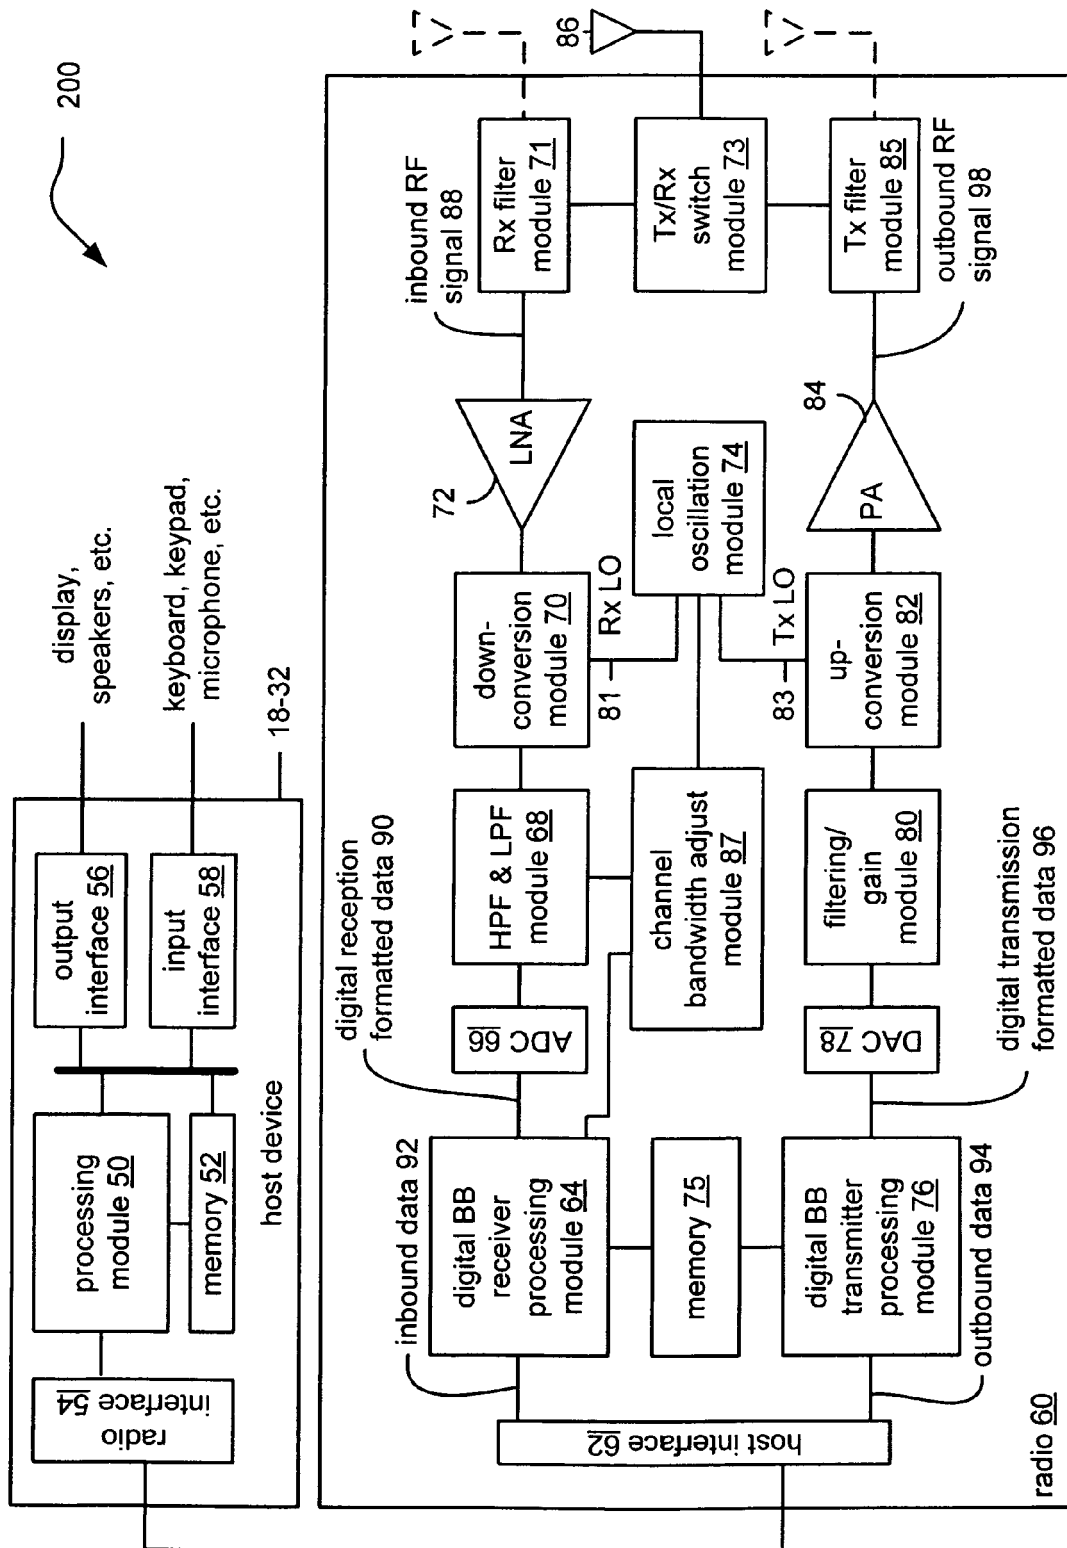 200
display,
speakers, etc.
keyboard, keypad,
microphone, etc.
18-32
output
interface 56
input
interface 58
processing
module 50
memory 52
host device
radio
interface 54
86
Rx filter
module 71
Tx/Rx
switch
module 73
Tx filter
module 85
inbound RF
signal 88
outbound RF
signal 98
LNA
72
local
oscillation
module 74
84
PA
down-
conversion
module 70
81
Rx LO
83
Tx LO
up-
conversion
module 82
HPF & LPF
module 68
channel
bandwidth adjust
module 87
filtering/
gain
module 80
digital reception
formatted data 90
ADC 66
DAC 78
digital transmission
formatted data 96
inbound data 92
digital BB
receiver
processing
module 64
memory 75
digital BB
transmitter
processing
module 76
outbound data 94
host interface 62
radio 60